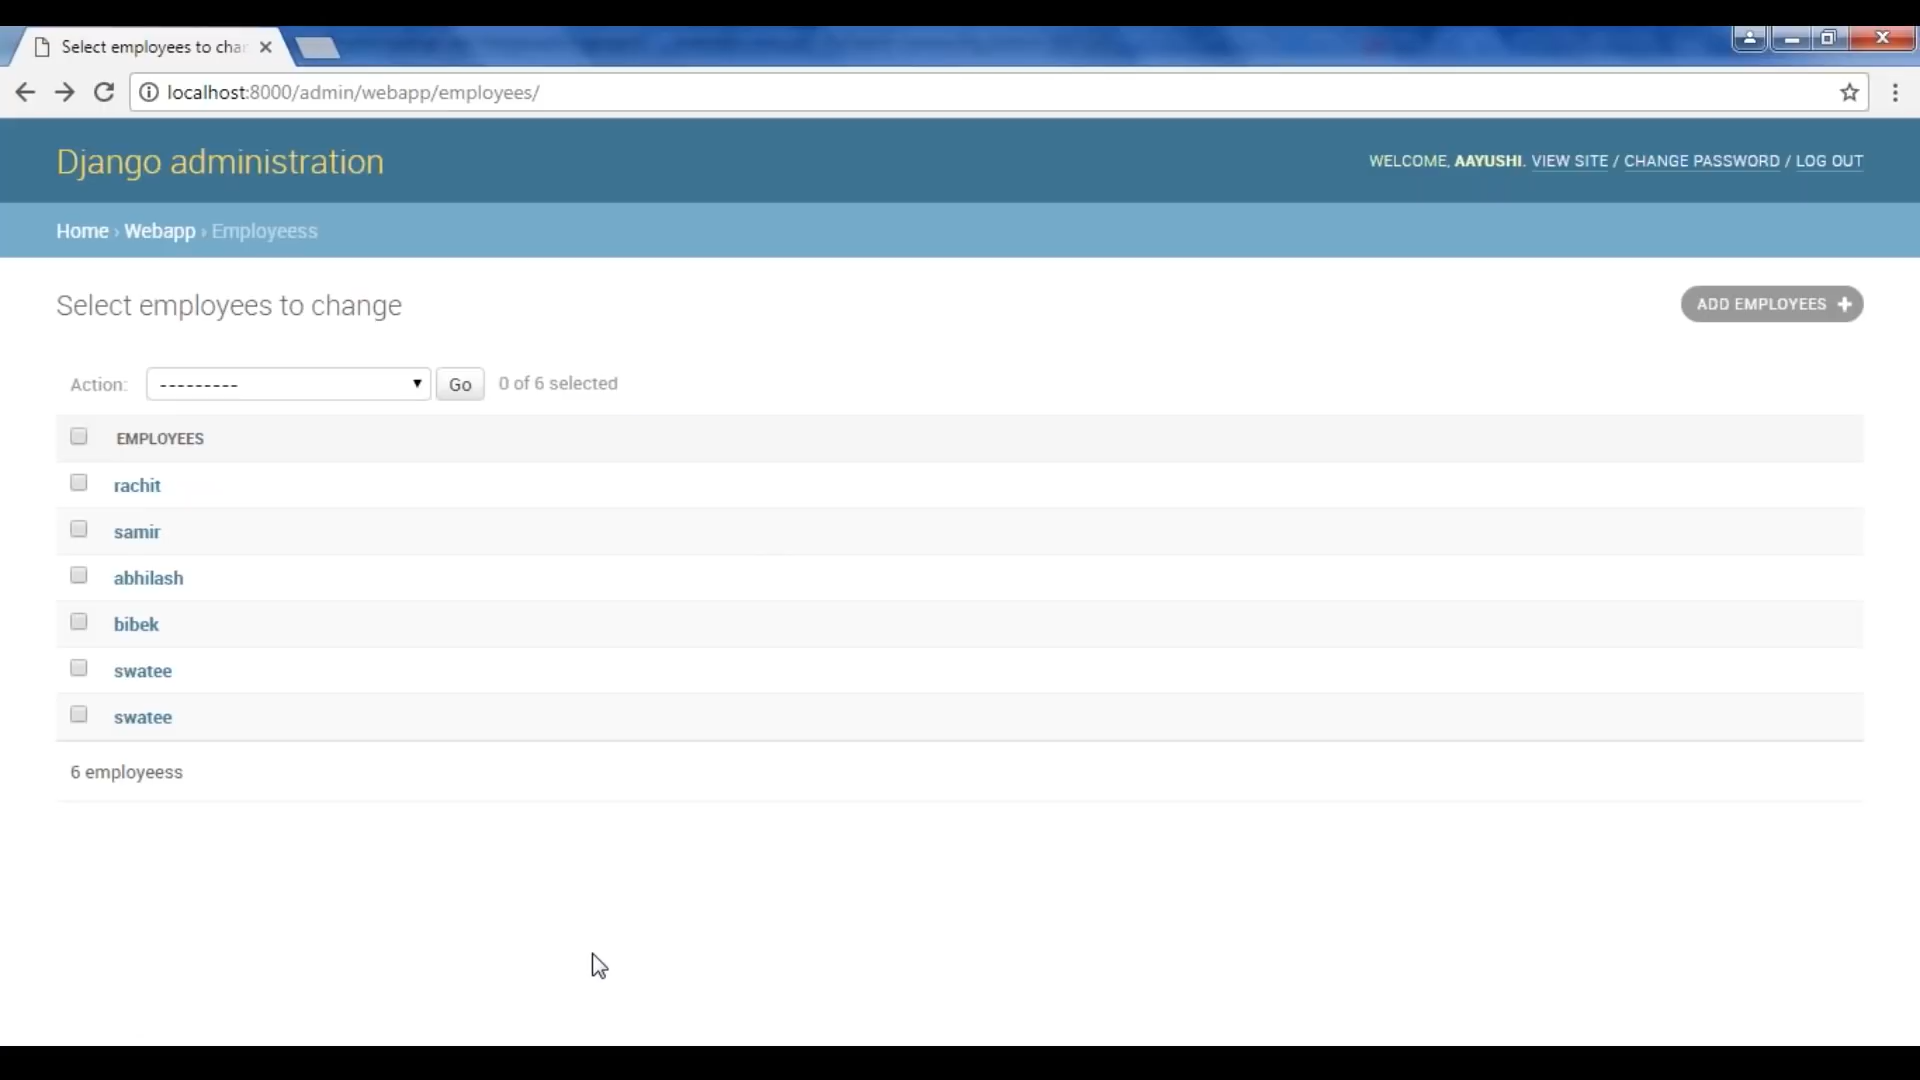 Select employees to cha
localhost:8000/admin/webapp/employees/
Django administration
WELCOME, AAYUSHI. VIEW SITE / CHANGE PASSWORD / LOG OUT
Home › Webapp › Employeess
Select employees to change
ADD EMPLOYEES +
Action: --------- Go 0 of 6 selected
EMPLOYEES
rachit
samir
abhilash
bibek
swatee
swatee
6 employeess